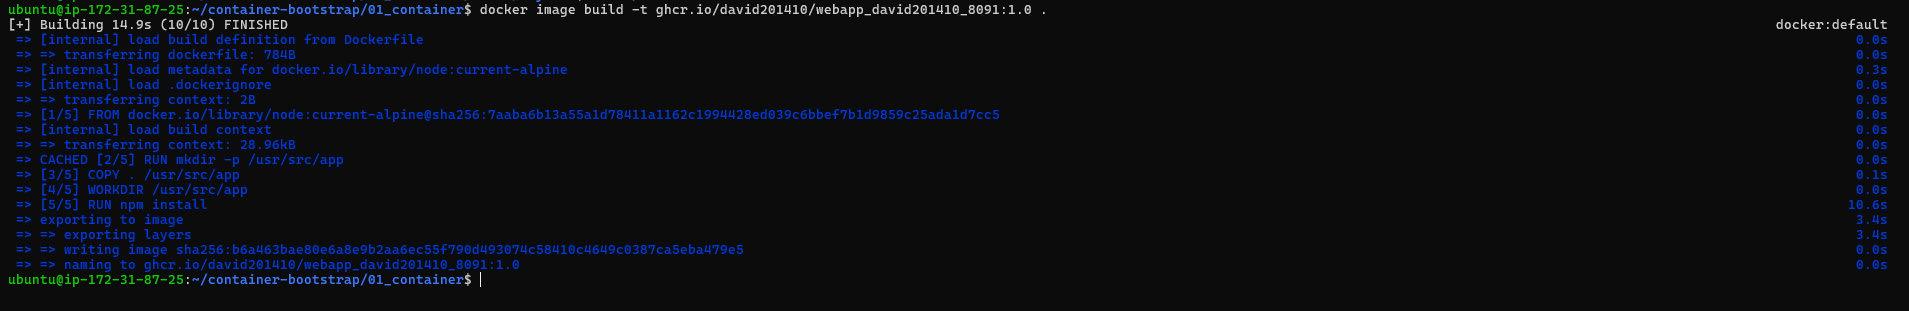 ubuntu@ip-172-31-87-25:~/container-bootstrap/01_container$ docker image build -t ghcr.io/david201410/webapp_david201410_8091:1.0 .
[+] Building 14.9s (10/10) FINISHED docker:default
=> [internal] load build definition from Dockerfile 0.0s
=> => transferring dockerfile: 784B 0.0s
=> [internal] load metadata for docker.io/library/node:current-alpine 0.3s
=> [internal] load .dockerignore 0.0s
=> => transferring context: 2B 0.0s
=> [1/5] FROM docker.io/library/node:current-alpine@sha256:7aaba6b13a55a1d78411a1162c1994428ed039c6bbef7b1d9859c25ada1d7cc5 0.0s
=> [internal] load build context 0.0s
=> => transferring context: 28.96kB 0.0s
=> CACHED [2/5] RUN mkdir -p /usr/src/app 0.0s
=> [3/5] COPY . /usr/src/app 0.1s
=> [4/5] WORKDIR /usr/src/app 0.0s
=> [5/5] RUN npm install 10.6s
=> exporting to image 3.4s
=> => exporting layers 3.4s
=> => writing image sha256:b6a463bae80e6a8e9b2aa6ec55f790d493074c58410c4649c0387ca5eba479e5 0.0s
=> => naming to ghcr.io/david201410/webapp_david201410_8091:1.0 0.0s
ubuntu@ip-172-31-87-25:~/container-bootstrap/01_container$